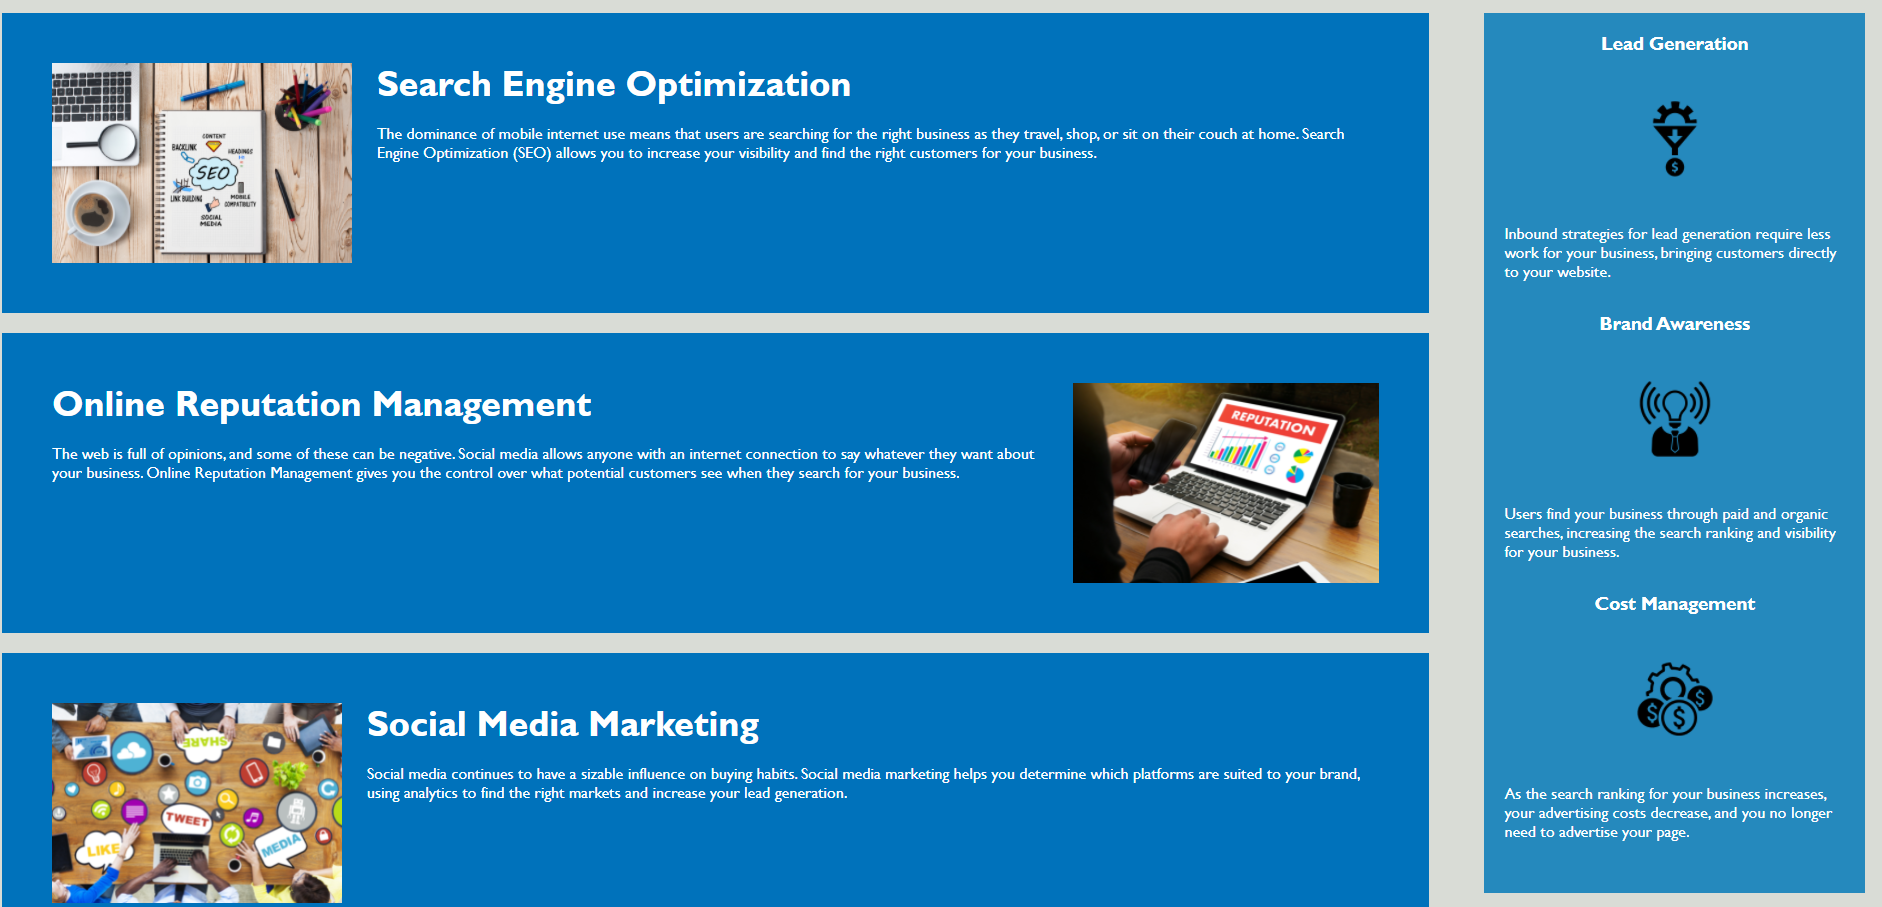 Search Engine Optimization
The dominance of mobile internet use means that users are searching for the right business as they travel, shop, or sit on their couch at home. Search
Engine Optimization (SEO) allows you to increase your visibility and find the right customers for your business.
CONTENT
BACKLINK
HEADINGS
SEO
LINK BUILDING
MOBILE
COMPATIBILITY
SOCIAL
MEDIA
Online Reputation Management
The web is full of opinions, and some of these can be negative. Social media allows anyone with an internet connection to say whatever they want about
your business. Online Reputation Management gives you the control over what potential customers see when they search for your business.
REPUTATION
Social Media Marketing
Social media continues to have a sizable influence on buying habits. Social media marketing helps you determine which platforms are suited to your brand,
using analytics to find the right markets and increase your lead generation.
SHARE
TWEET
LIKE
MEDIA
Lead Generation
$
Inbound strategies for lead generation require less
work for your business, bringing customers directly
to your website.
Brand Awareness
Users find your business through paid and organic
searches, increasing the search ranking and visibility
for your business.
Cost Management
$
$
$
As the search ranking for your business increases,
your advertising costs decrease, and you no longer
need to advertise your page.